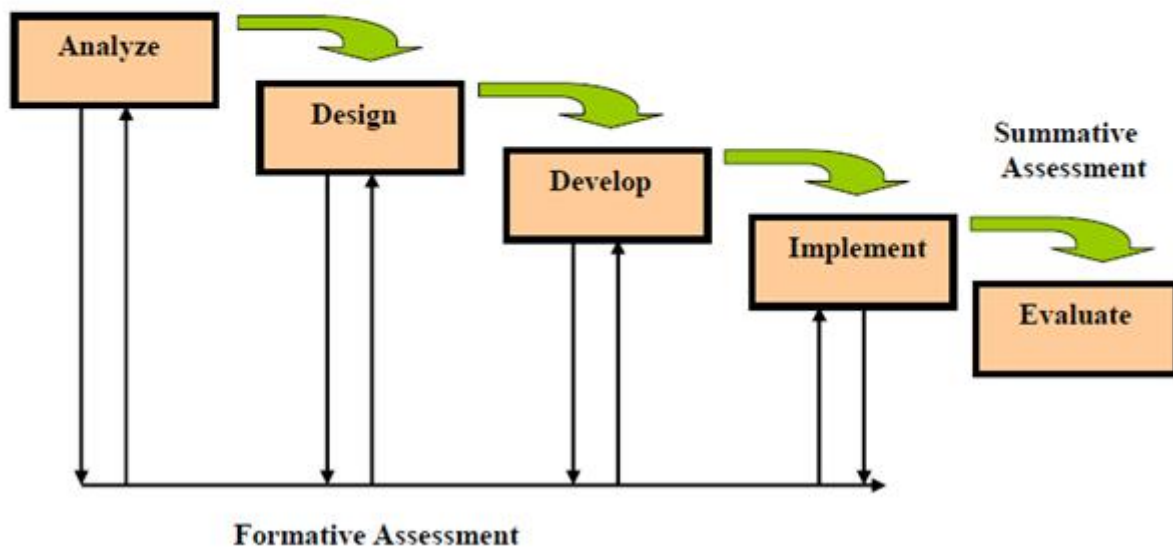 Analyze
Design
Develop
Summative
Assessment
Implement
Evaluate
Formative Assessment